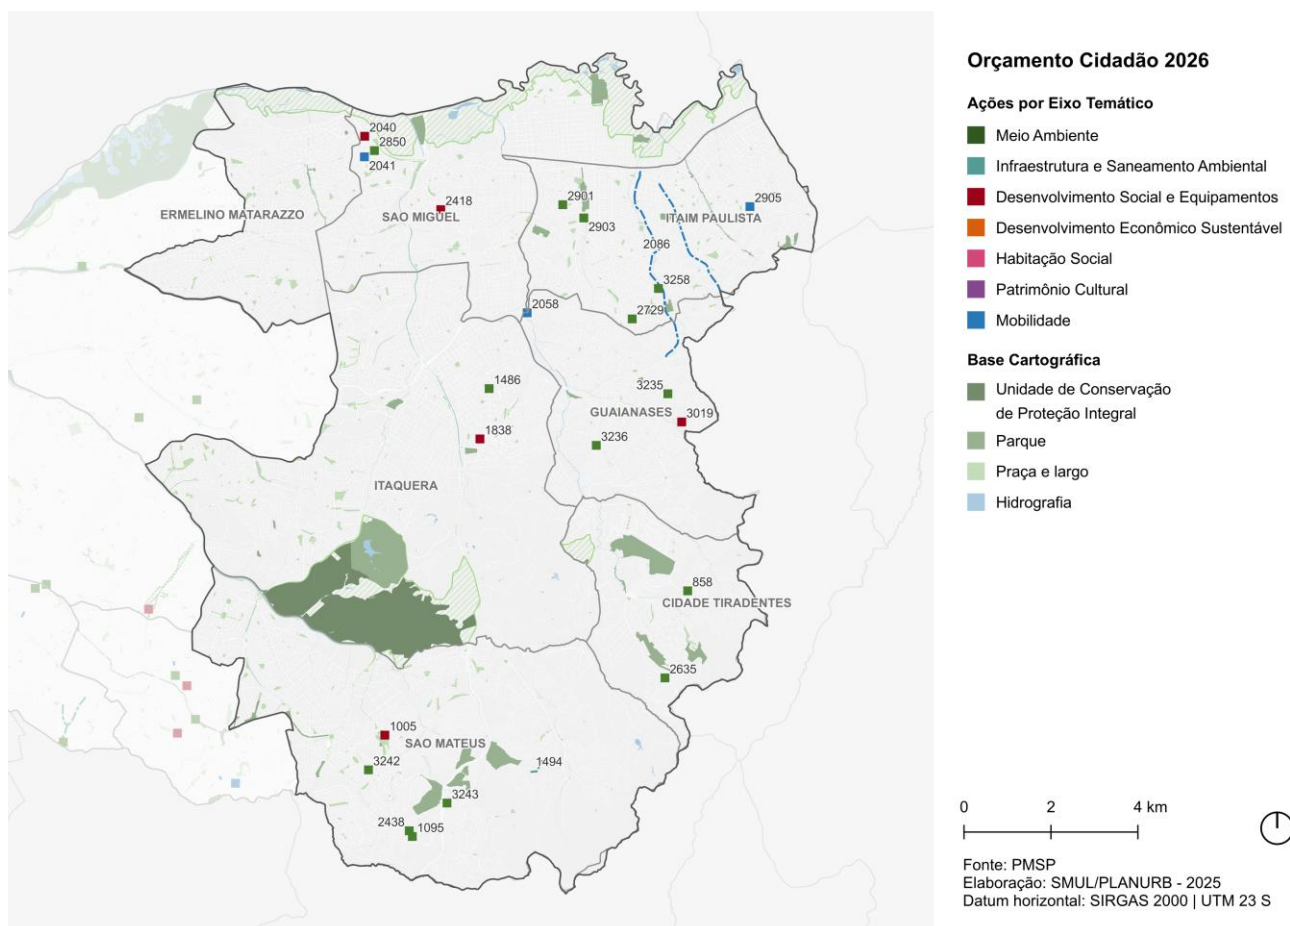 2040
2850
2041
ERMELINO MATARAZZO
SAO MIGUEL
2418
2901
2903
ITAIM PAULISTA
2905
2086
3258
2729
2058
1486
3235
GUAIANASES
3019
3236
1838
ITAQUERA
858
CIDADE TIRADENTES
2635
1005
SAO MATEUS
3242
1494
3243
2438
1095
Orçamento Cidadão 2026
Ações por Eixo Temático
Meio Ambiente
Infraestrutura e Saneamento Ambiental
Desenvolvimento Social e Equipamentos
Desenvolvimento Econômico Sustentável
Habitação Social
Patrimônio Cultural
Mobilidade
Base Cartográfica
Unidade de Conservação
de Proteção Integral
Parque
Praça e largo
Hidrografia
0 2 4 km
Fonte: PMSP
Elaboração: SMUL/PLANURB - 2025
Datum horizontal: SIRGAS 2000 | UTM 23 S